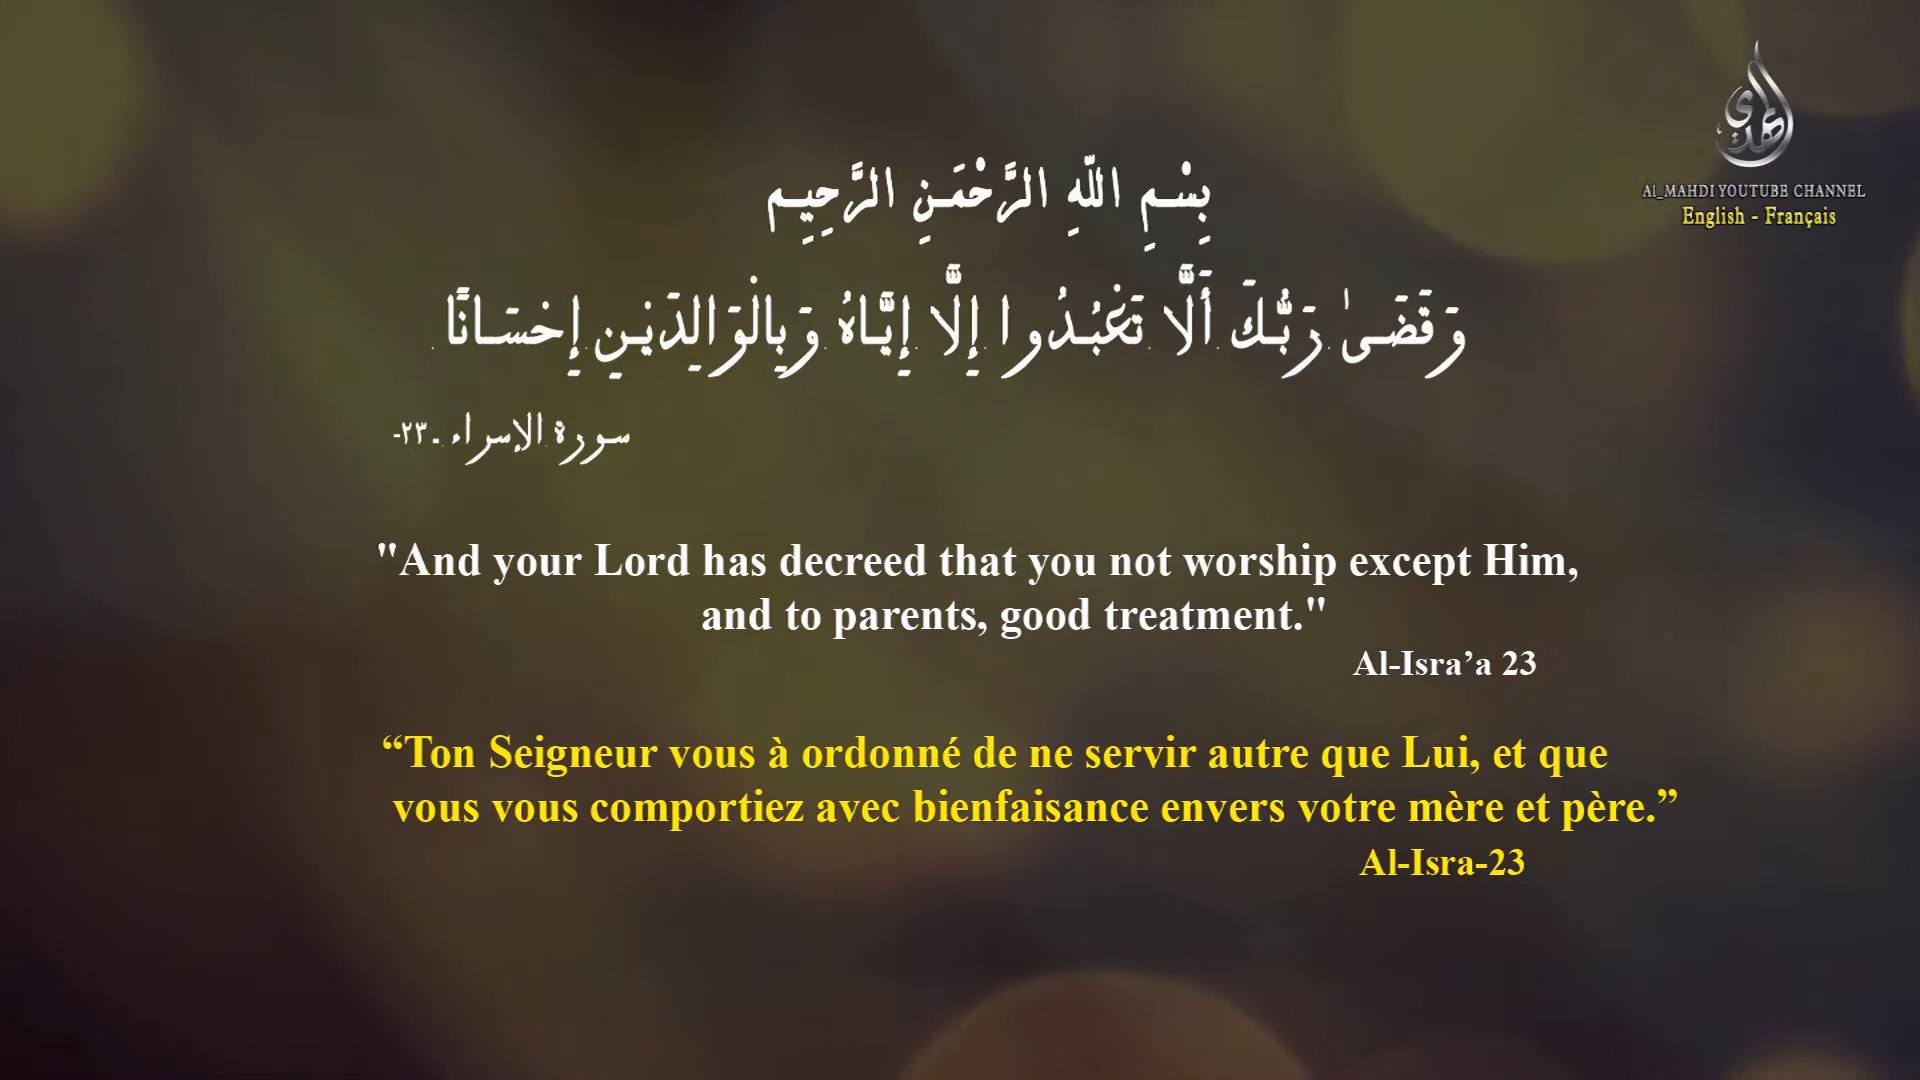 المهدي
Al_MAHDI YOUTUBE CHANNEL
English - Français
بِسْمِ اللّهِ الرَّحْمَنِ الرَّحِيِم
وَقَضَىٰ رَبُّكَ أَلَّا تَعْبُدُوا إِلَّا إِيَّاهُ وَبِالْوَالِدَيْنِ إِحْسَانًا
سورة الإسراء -٢٣-
"And your Lord has decreed that you not worship except Him,
and to parents, good treatment."
Al-Isra’a 23
“Ton Seigneur vous à ordonné de ne servir autre que Lui, et que
vous vous comportiez avec bienfaisance envers votre mère et père.”
Al-Isra-23